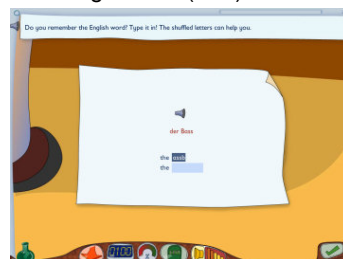 Do you remember the English word? Type it in! The shuffled letters can help you.
der Boss
the
the
0100